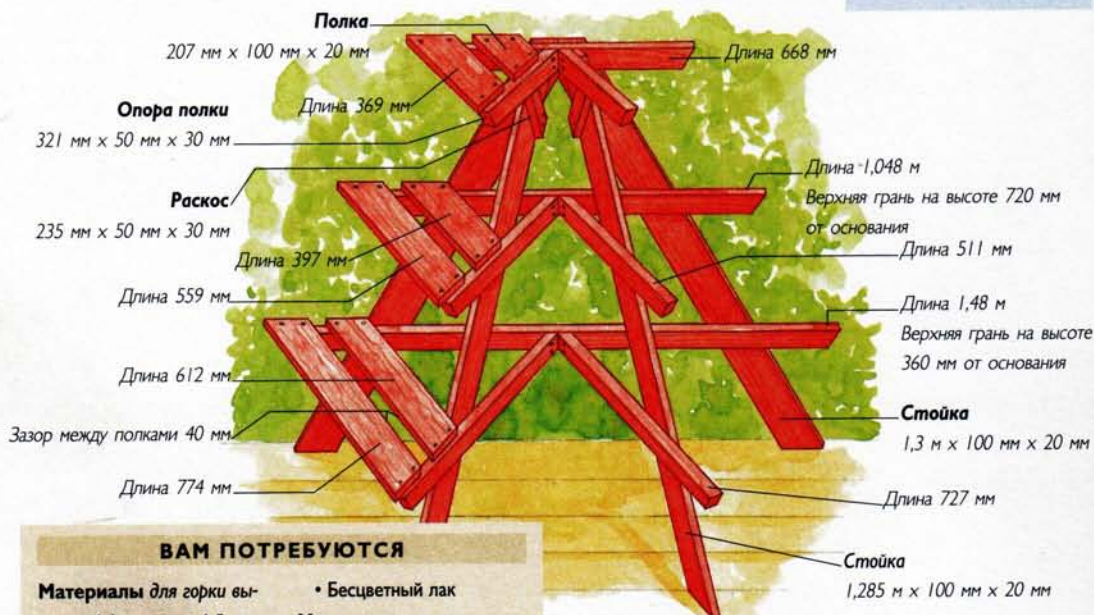 Полка
207 мм x 100 мм x 20 мм
Длина 668 мм
Длина 369 мм
Опора полки
321 мм x 50 мм x 30 мм
Раскос
235 мм x 50 мм x 30 мм
Длина 1,048 м
Верхняя грань на высоте 720 мм
от основания
Длина 397 мм
Длина 511 мм
Длина 559 мм
Длина 1,48 м
Верхняя грань на высоте
360 мм от основания
Длина 612 мм
Зазор между полками 40 мм
Стойка
1,3 м x 100 мм x 20 мм
Длина 774 мм
Длина 727 мм
Стойка
1,285 м x 100 мм x 20 мм
ВАМ ПОТРЕБУЮТСЯ
Материалы для горки вы-
• Бесцветный лак